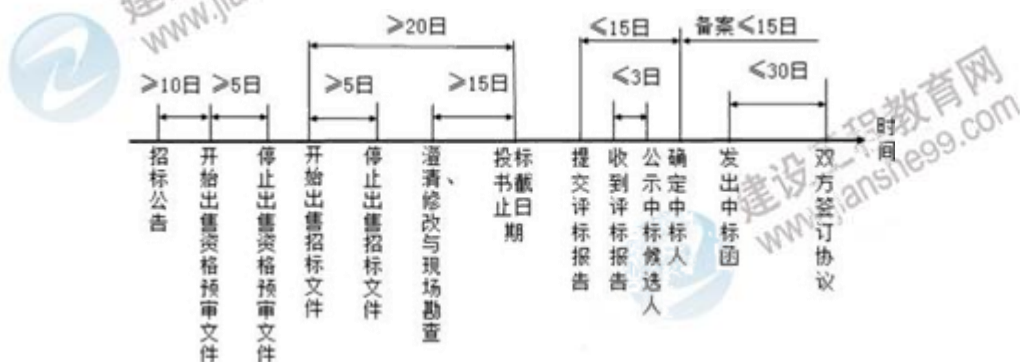 建设
www.jian
≥20日
≤15日
备案≤15日
≥10日
≥5日
≥5日
≥15日
≤3日
≤30日
时间
招标公告
开始出售资格预审文件
停止出售资格预审文件
开始出售招标文件
停止出售招标文件
澄清、修改与现场勘查
投标书截止日期
提交评标报告
收到评标报告
公示中标候选人
确定中标人
发出中标函
双方签订协议
建设工程教育网
www.jianshe99.com